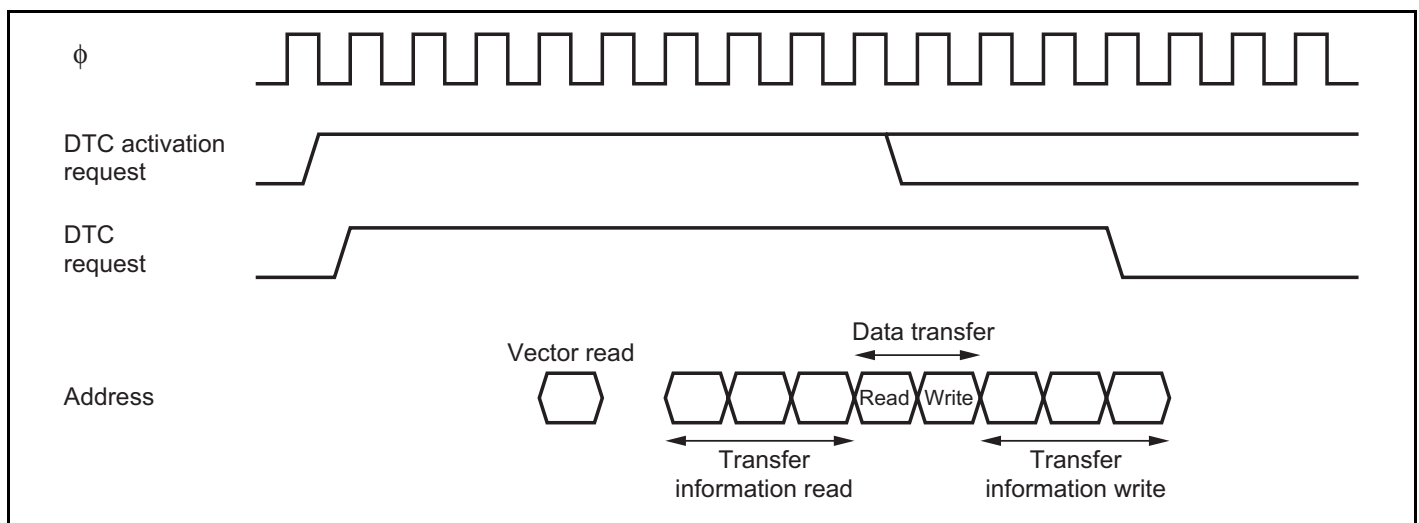 ϕ
DTC activation
request
DTC
request
Data transfer
Vector read
Address
Read
Write
Transfer
information read
Transfer
information write